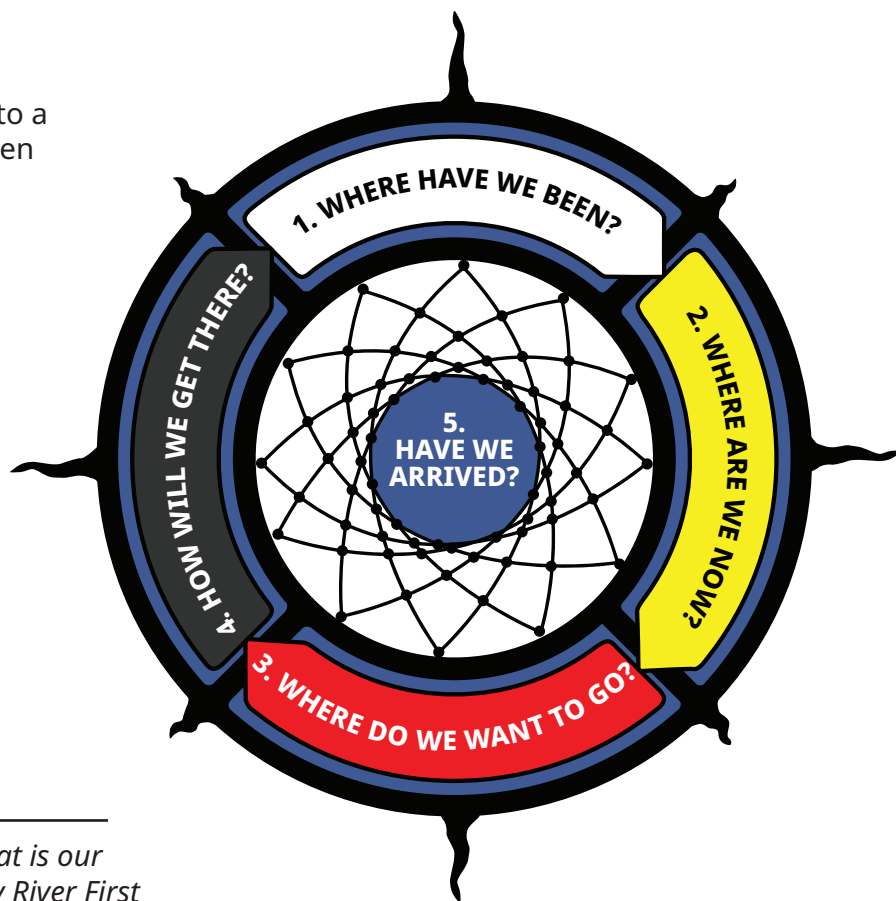 to a
en
1. WHERE HAVE WE BEEN?
2. WHERE ARE WE NOW?
3. WHERE DO WE WANT TO GO?
4. HOW WILL WE GET THERE?
5.
HAVE WE
ARRIVED?
at is our
River First